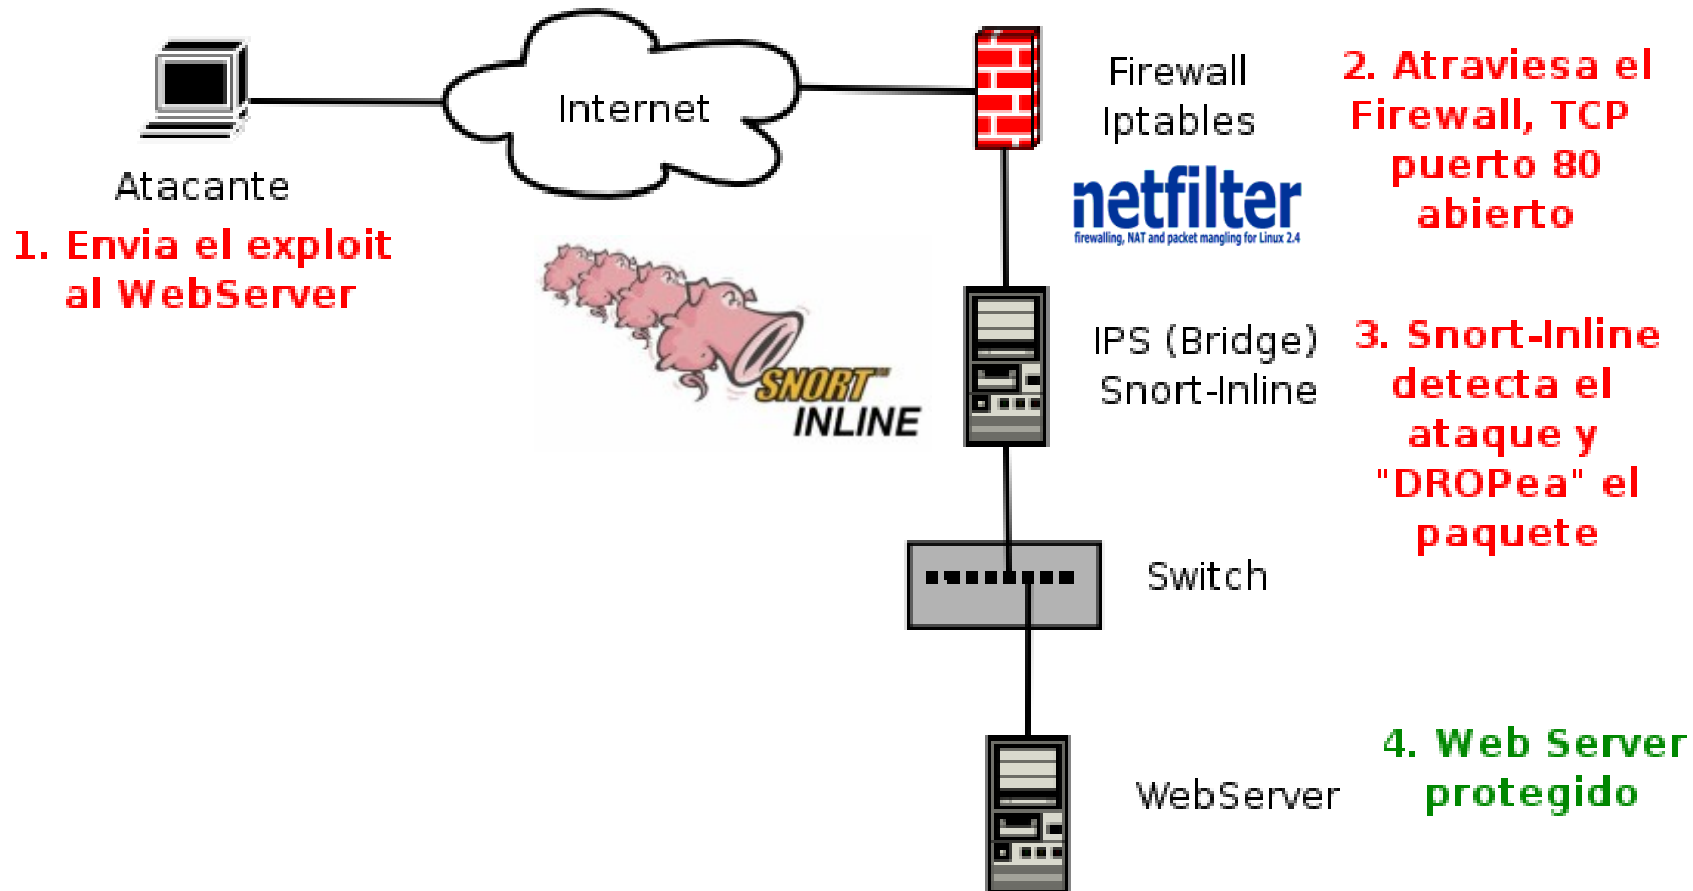 Internet
Atacante
1. Envia el exploit
al WebServer
Firewall
Iptables
2. Atraviesa el
Firewall, TCP
puerto 80
abierto
netfilter
firewalling, NAT and packet mangling for Linux 2.4
SNORT
INLINE
IPS (Bridge)
Snort-Inline
3. Snort-Inline
detecta el
ataque y
"DROPea" el
paquete
Switch
WebServer
4. Web Server
protegido